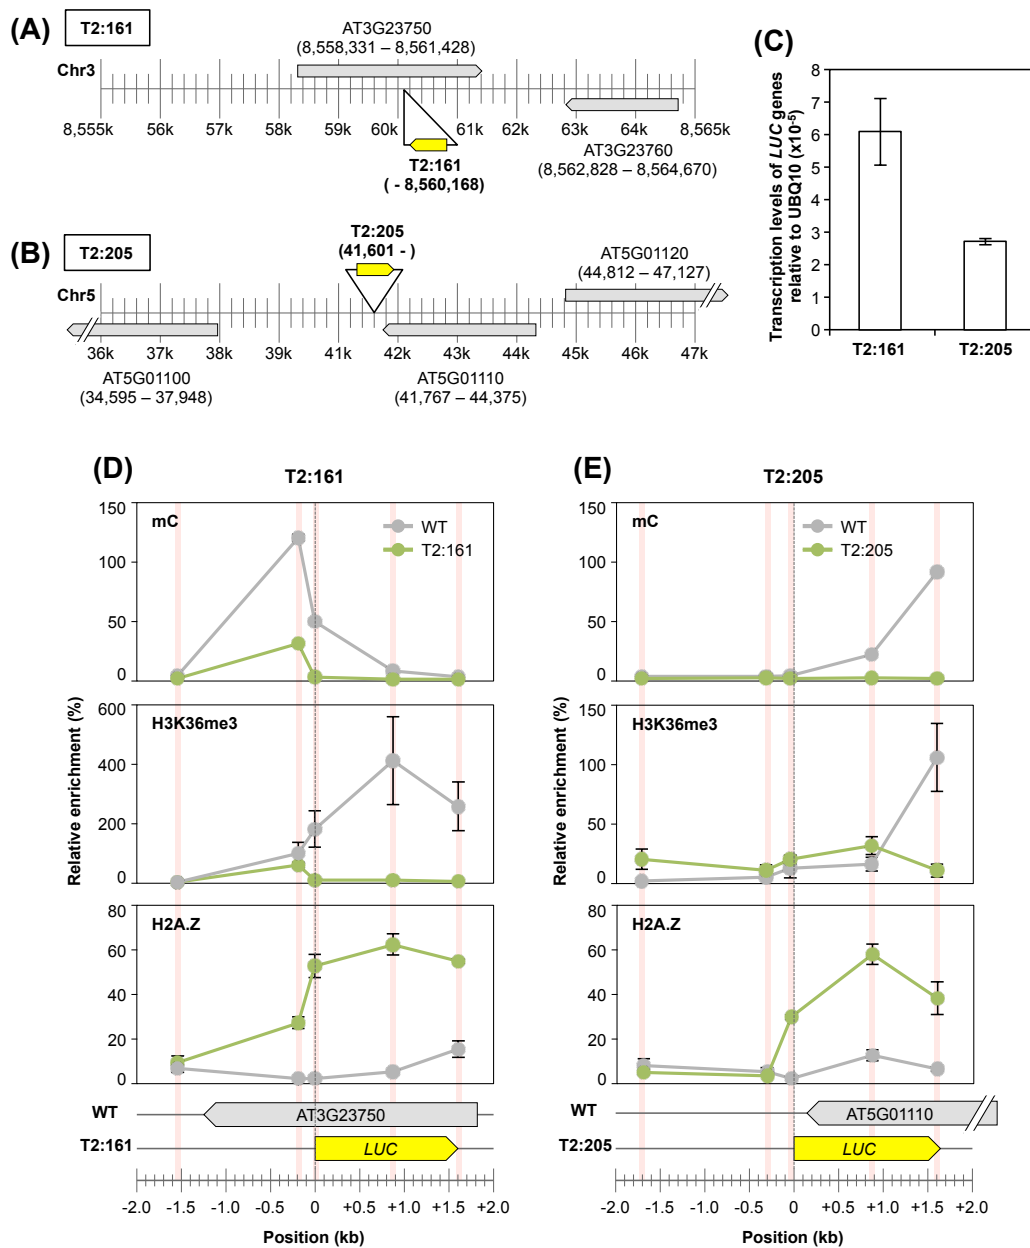 (A)
T2:161
AT3G23750
(8,558,331 – 8,561,428)
Chr3
8,555k 56k 57k 58k 59k 60k 61k 62k 63k 64k 8,565k
T2:161
( - 8,560,168)
AT3G23760
(8,562,828 – 8,564,670)
(B)
T2:205
T2:205
(41,601 - )
AT5G01120
(44,812 – 47,127)
Chr5
36k 37k 38k 39k 40k 41k 42k 43k 44k 45k 46k 47k
AT5G01100
(34,595 – 37,948)
AT5G01110
(41,767 – 44,375)
(C)
Transcription levels of LUC genes
relative to UBQ10 (x10-5)
8
7
6
5
4
3
2
1
0
T2:161 T2:205
(D)
T2:161
Relative enrichment (%)
mC
WT
T2:161
150
100
50
0
H3K36me3
600
400
200
0
H2A.Z
80
60
40
20
0
WT
AT3G23750
T2:161
LUC
-2.0 -1.5 -1.0 -0.5 0 +0.5 +1.0 +1.5 +2.0
Position (kb)
(E)
T2:205
Relative enrichment (%)
mC
WT
T2:205
150
100
50
0
H3K36me3
150
100
50
0
H2A.Z
80
60
40
20
0
WT
AT5G01110
T2:205
LUC
-2.0 -1.5 -1.0 -0.5 0 +0.5 +1.0 +1.5 +2.0
Position (kb)